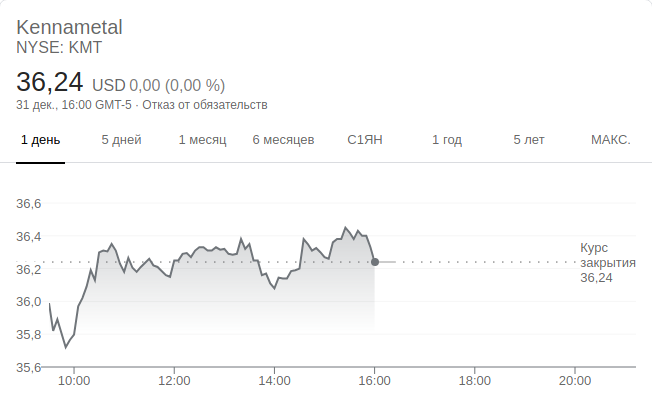 Kennametal
NYSE: KMT
36,24 USD 0,00 (0,00 %)
31 дек., 16:00 GMT-5 · Отказ от обязательств
1 день 5 дней 1 месяц 6 месяцев С1ЯН 1 год 5 лет МАКС.
36,6
36,4
36,2
36,0
35,8
35,6
Курс
закрытия
36,24
10:00 12:00 14:00 16:00 18:00 20:00